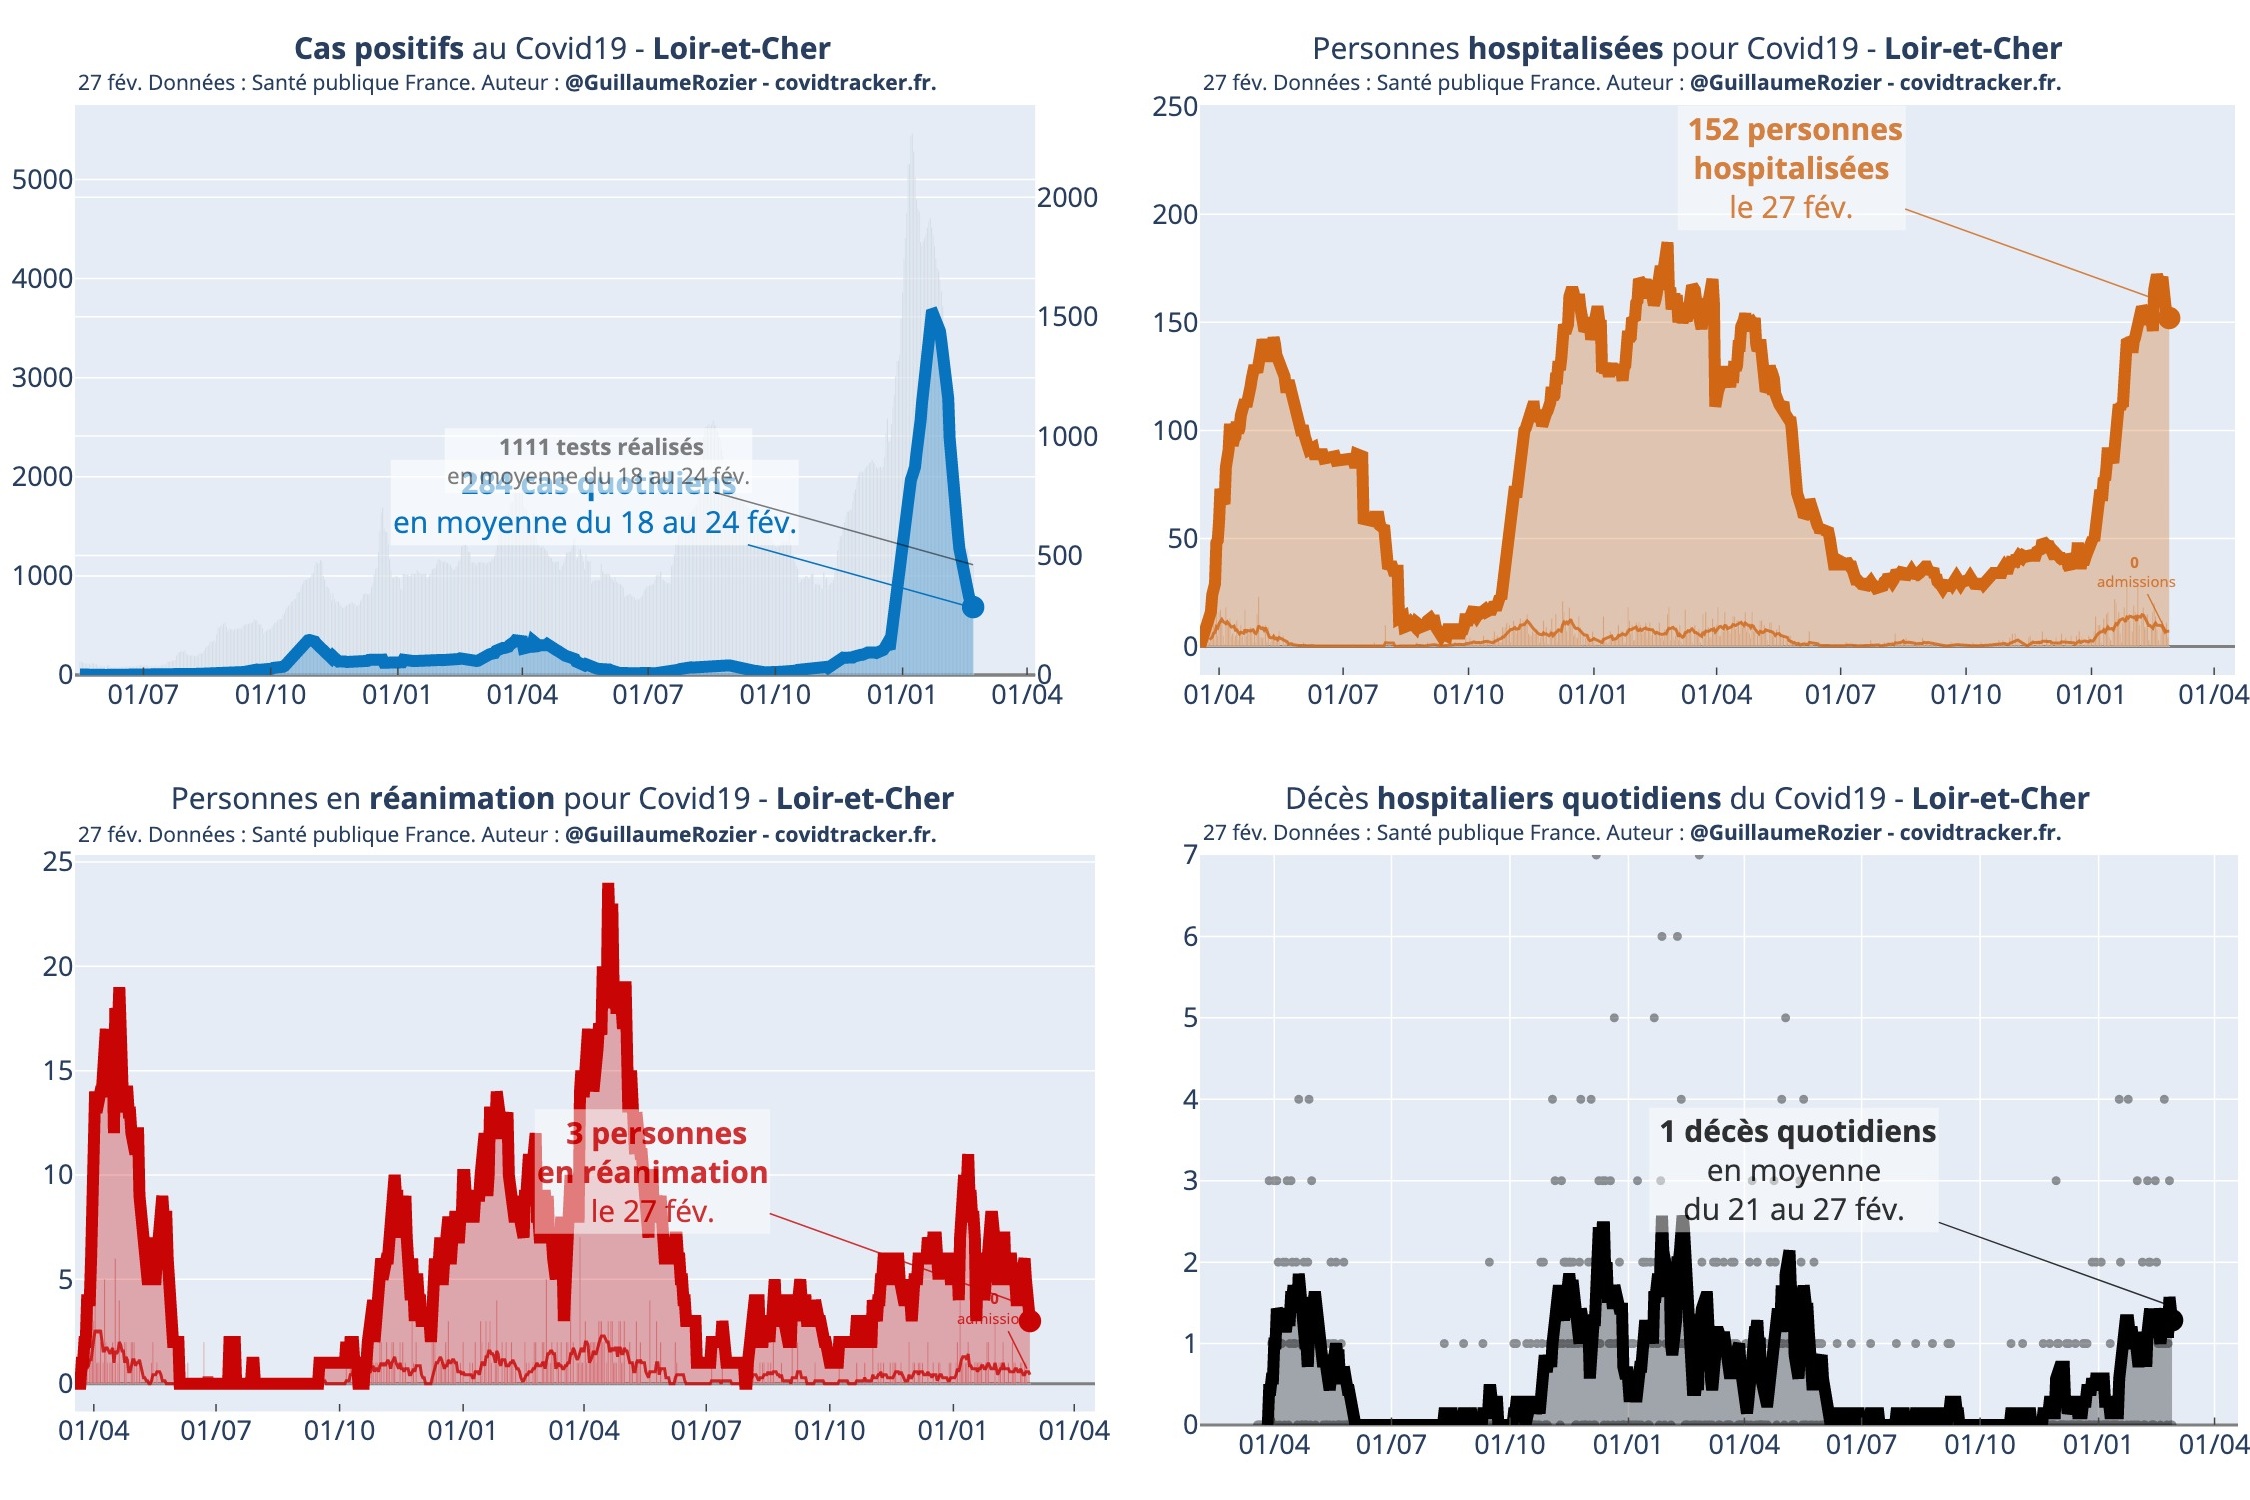 Cas positifs au Covid19 - Loir-et-Cher
27 fév. Données : Santé publique France. Auteur : @GuillaumeRozier - covidtracker.fr.
5000
4000
3000
2000
1000
0
2000
1500
1000
500
0
1111 tests réalisés
en moyenne du 18 au 24 fév.
284 cas quotidiens
en moyenne du 18 au 24 fév.
01/07
01/10
01/01
01/04
01/07
01/10
01/01
01/04
Personnes hospitalisées pour Covid19 - Loir-et-Cher
27 fév. Données : Santé publique France. Auteur : @GuillaumeRozier - covidtracker.fr.
250
200
150
100
50
0
152 personnes
hospitalisées
le 27 fév.
0
admissions
01/04
01/07
01/10
01/01
01/04
01/07
01/10
01/01
01/04
Personnes en réanimation pour Covid19 - Loir-et-Cher
27 fév. Données : Santé publique France. Auteur : @GuillaumeRozier - covidtracker.fr.
25
20
15
10
5
0
3 personnes
en réanimation
le 27 fév.
0
admissio
01/04
01/07
01/10
01/01
01/04
01/07
01/10
01/01
01/04
Décès hospitaliers quotidiens du Covid19 - Loir-et-Cher
27 fév. Données : Santé publique France. Auteur : @GuillaumeRozier - covidtracker.fr.
7
6
5
4
3
2
1
0
1 décès quotidiens
en moyenne
du 21 au 27 fév.
01/04
01/07
01/10
01/01
01/04
01/07
01/10
01/01
01/04